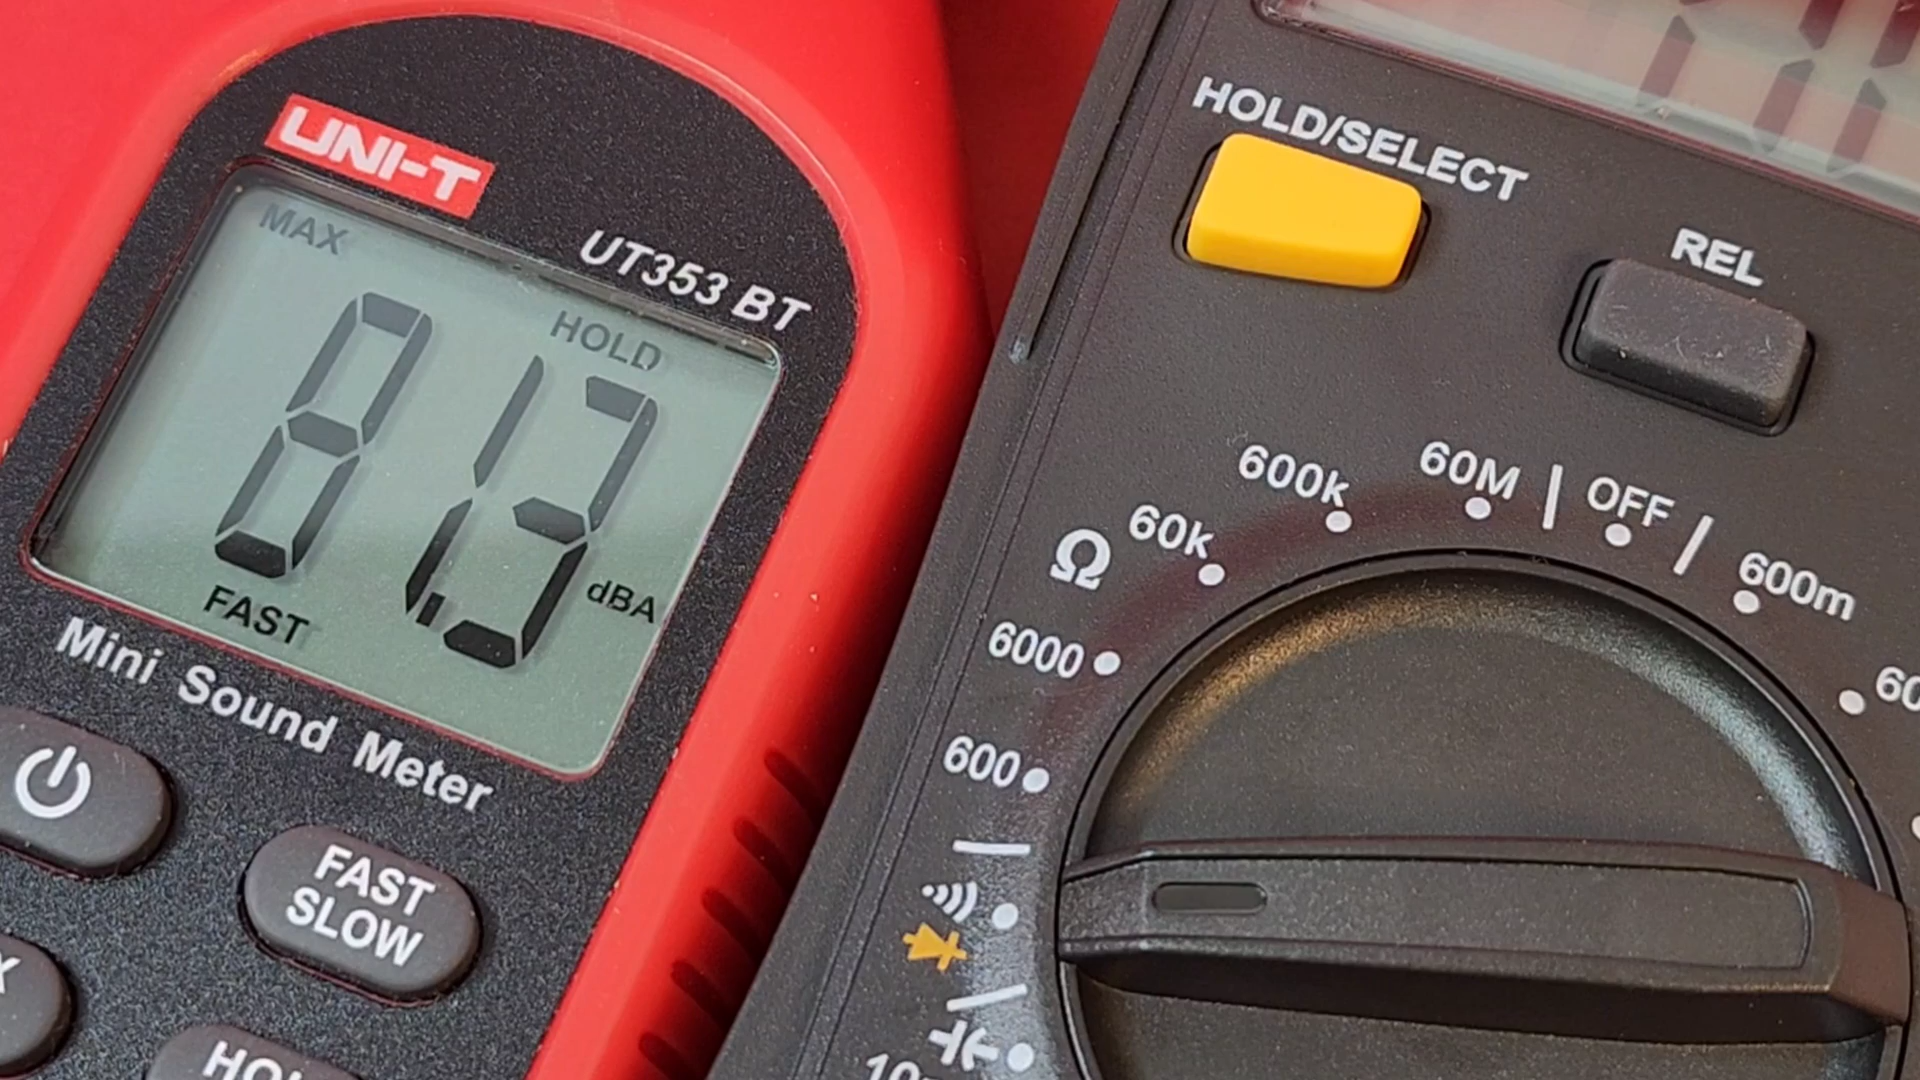 UNI-T
UT353 BT
MAX
HOLD
81.3
dBA
FAST
Mini Sound Meter
FAST
SLOW
HOLD/SELECT
REL
600k
60M
OFF
60k
Ω
600m
6000
600